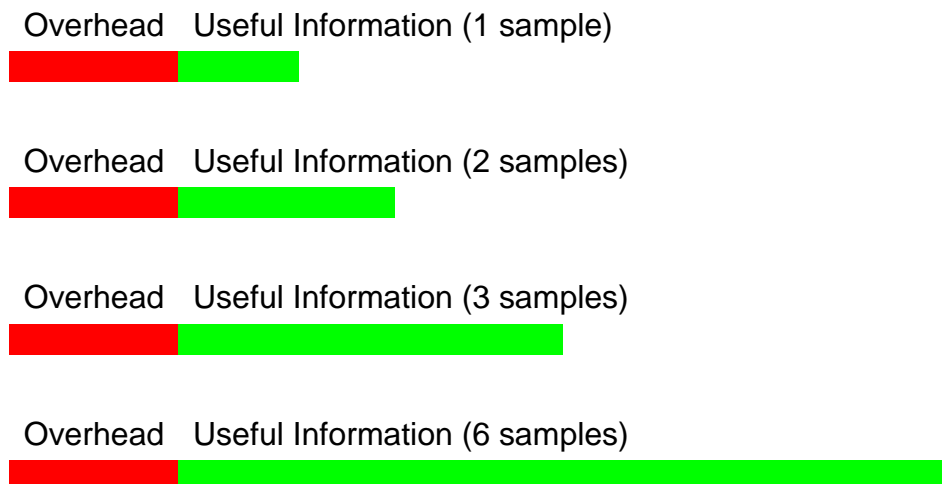 Overhead Useful Information (1 sample)
Overhead Useful Information (2 samples)
Overhead Useful Information (3 samples)
Overhead Useful Information (6 samples)